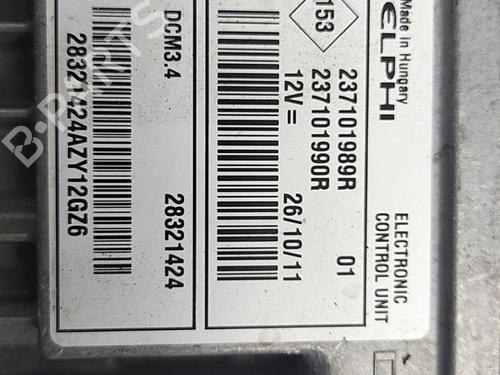 Made in Hungary
ELPHI
ELECTRONIC
CONTROL UNIT
153
237101989R
01
237101990R
12V =
26/10/11
DCM3.4
28321424
28321424AZY12GZ6
B-PARTS